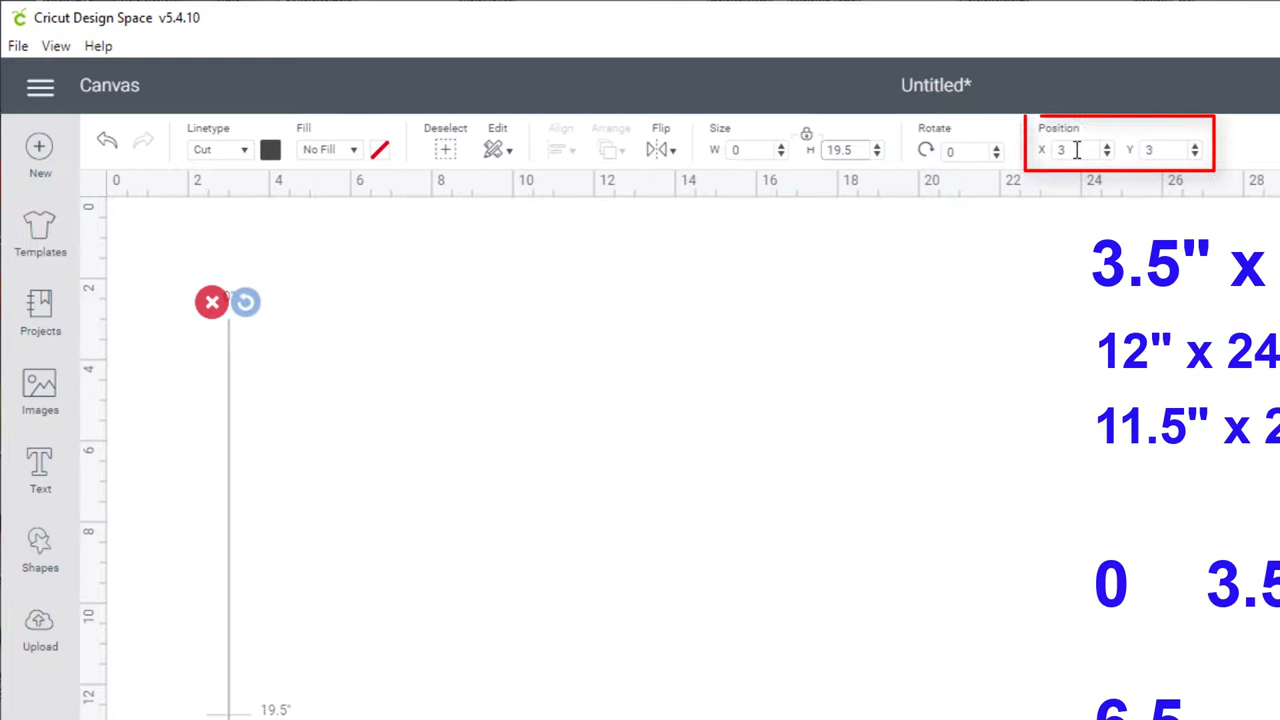 Cricut Design Space v5.4.10
File View Help
Canvas Untitled*
Linetype Fill Deselect Edit Align Arrange Flip Size Rotate Position
Cut No Fill W 0 H 19.5 0 X 3 Y 3
0 2 4 6 8 10 12 14 16 18 20 22 24 26 28
New
Templates
Projects
Images
Text
Shapes
Upload
0
2
4
6
8
10
12
3.5" x
12" x 24
11.5" x 2
0 3.5
6.5
19.5"